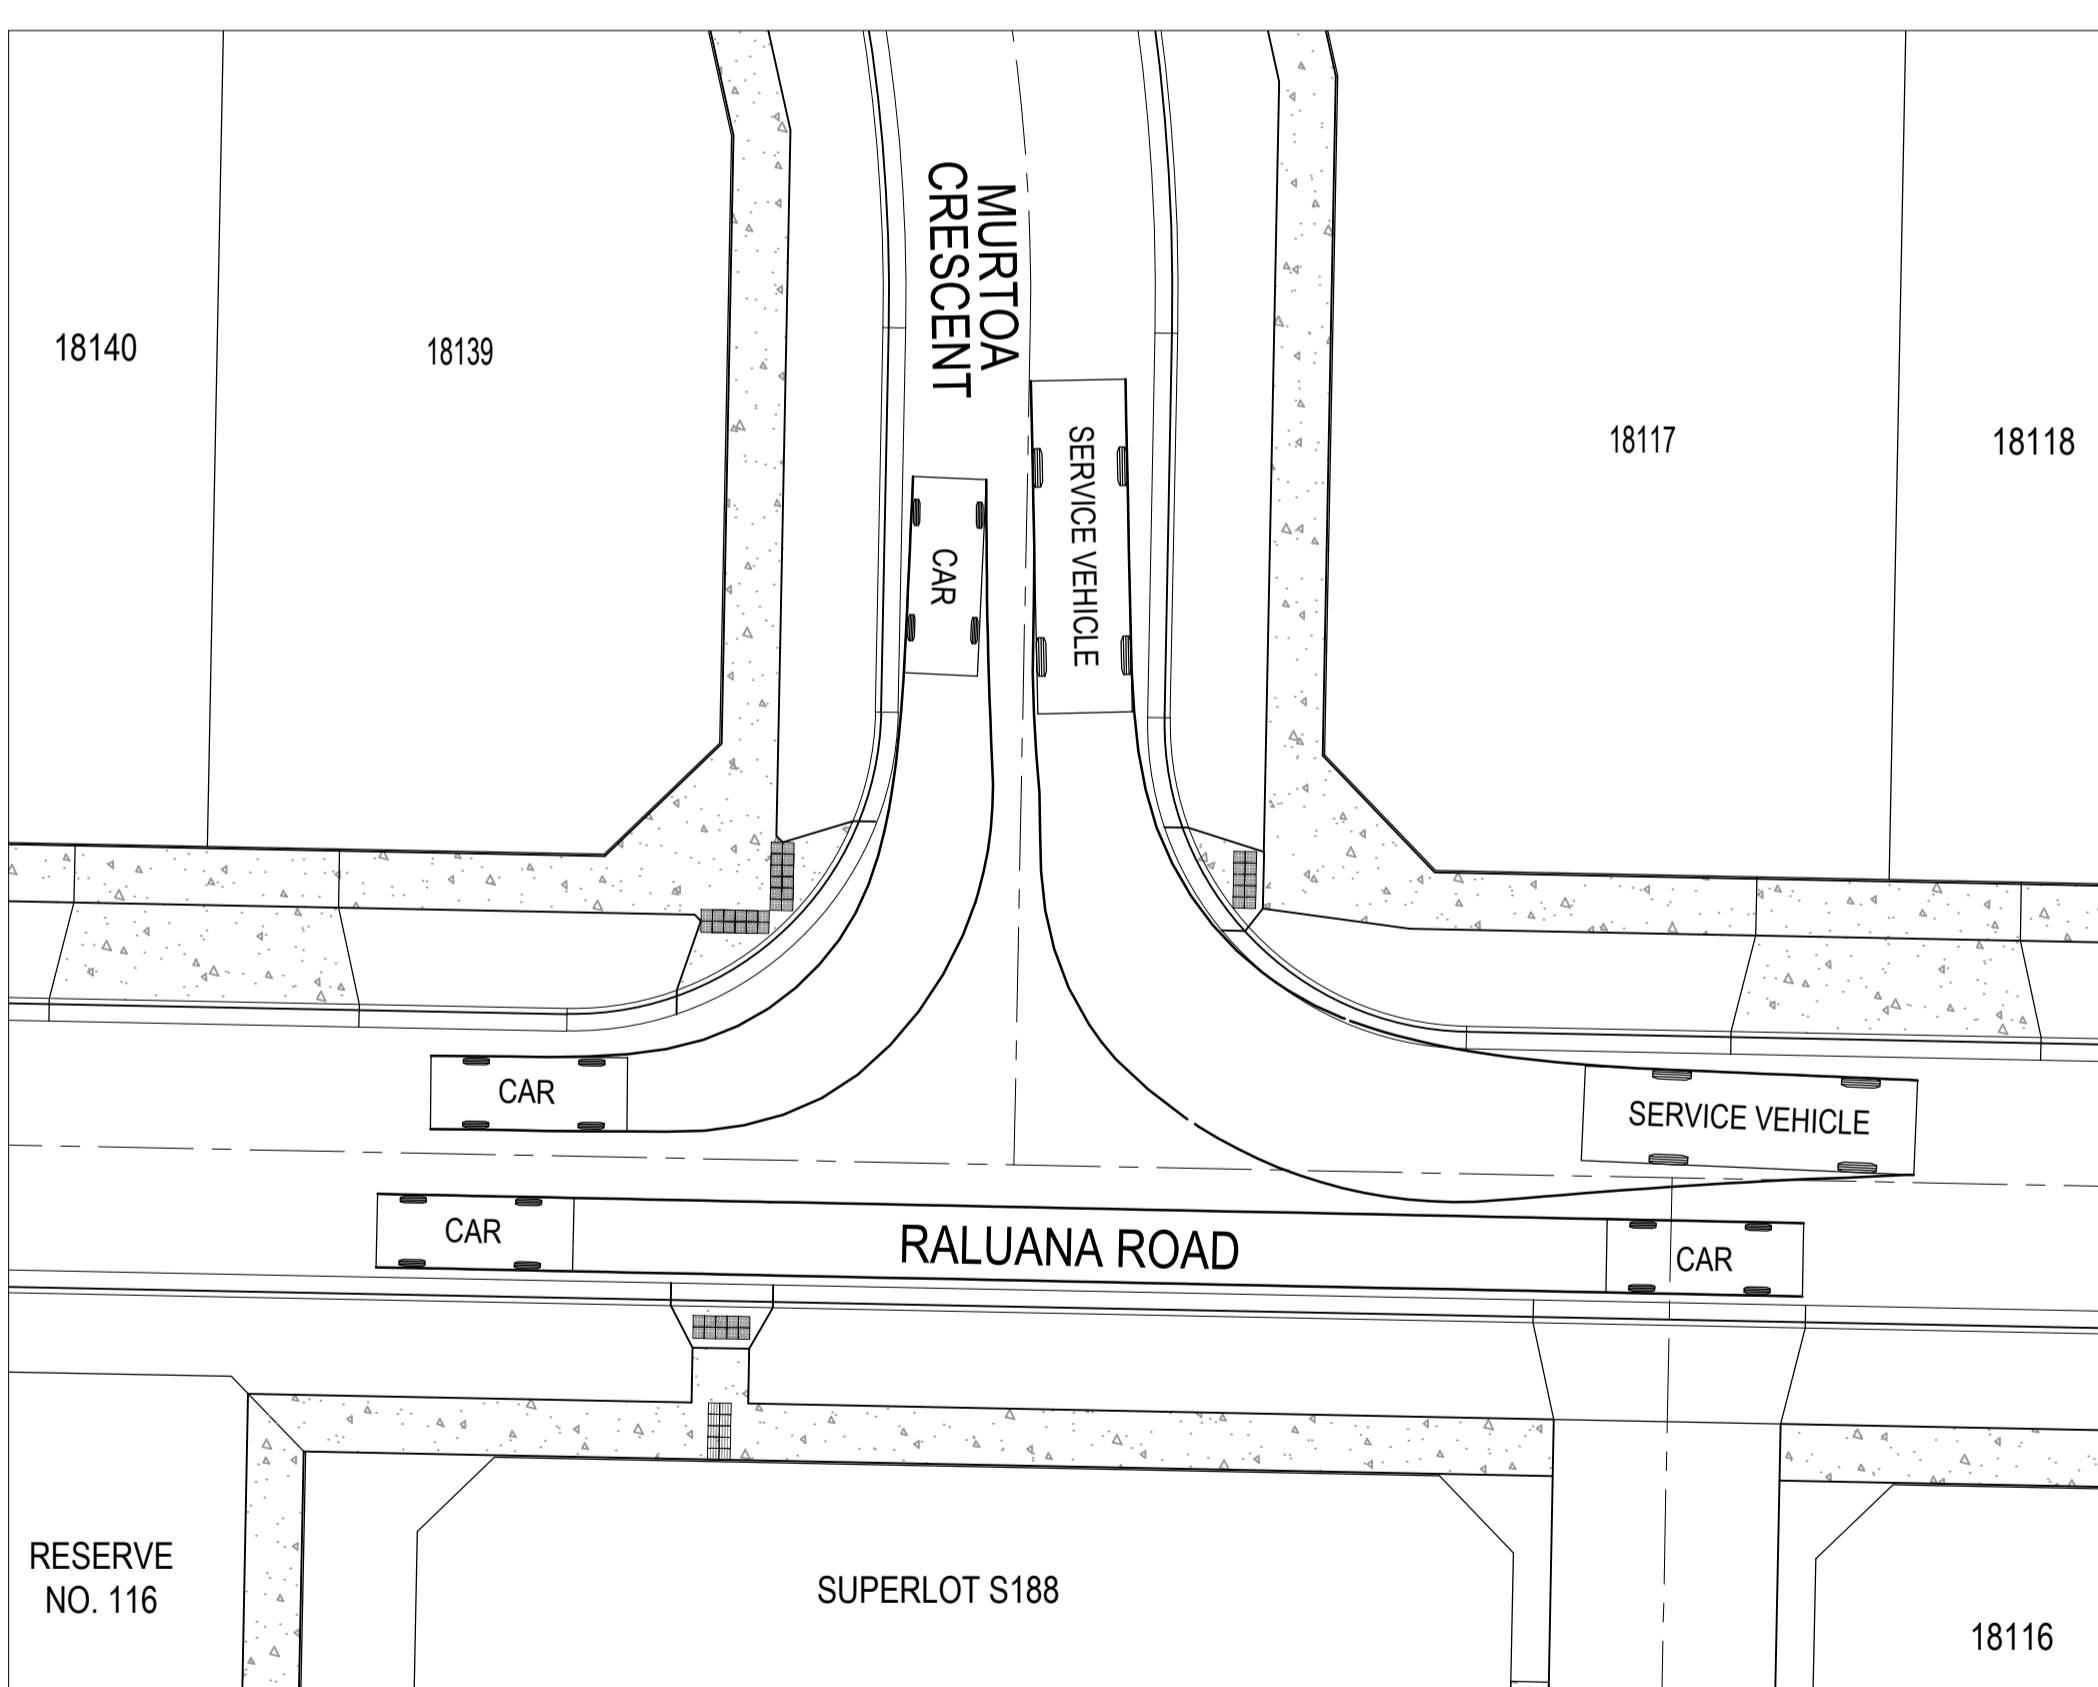 MURTOA
CRESCENT
18140
18139
18117
18118
SERVICE VEHICLE
CAR
CAR
SERVICE VEHICLE
CAR
RALUANA ROAD
CAR
RESERVE
NO. 116
SUPERLOT S188
18116